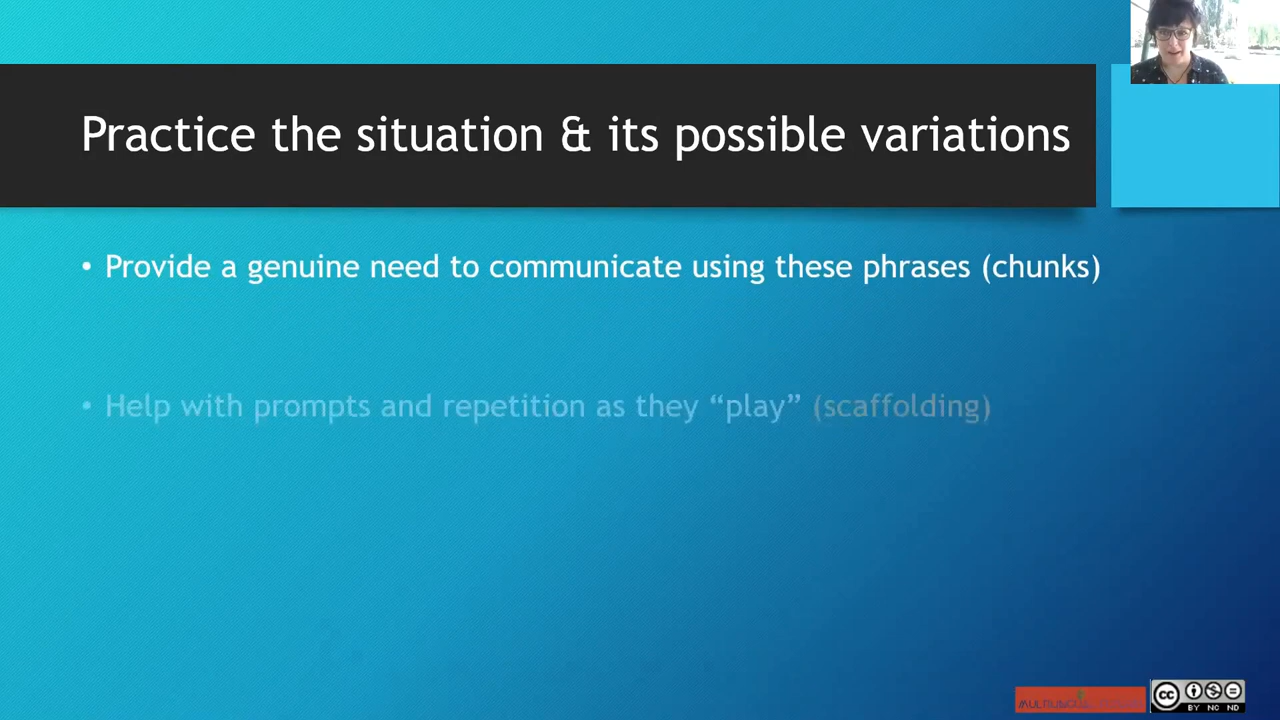 Practice the situation & its possible variations
• Provide a genuine need to communicate using these phrases (chunks)
• Help with prompts and repetition as they “play” (scaffolding)
cc
BY NC ND